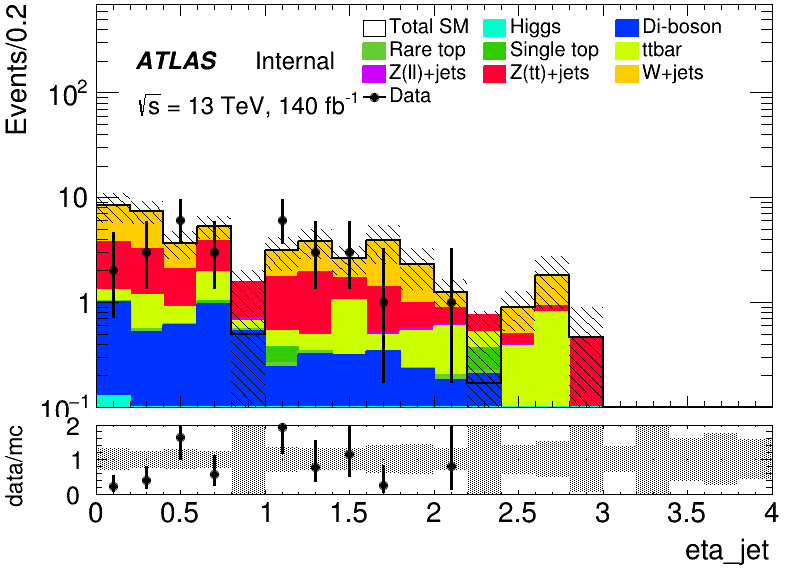 Events/0.2
ATLAS Internal
√s = 13 TeV, 140 fb⁻¹
Total SM Higgs Di-boson
Rare top Single top ttbar
Z(ll)+jets Z(tt)+jets W+jets
Data
10²
10
1
10⁻¹
data/mc
2
1
0
0 0.5 1 1.5 2 2.5 3 3.5 4
eta_jet